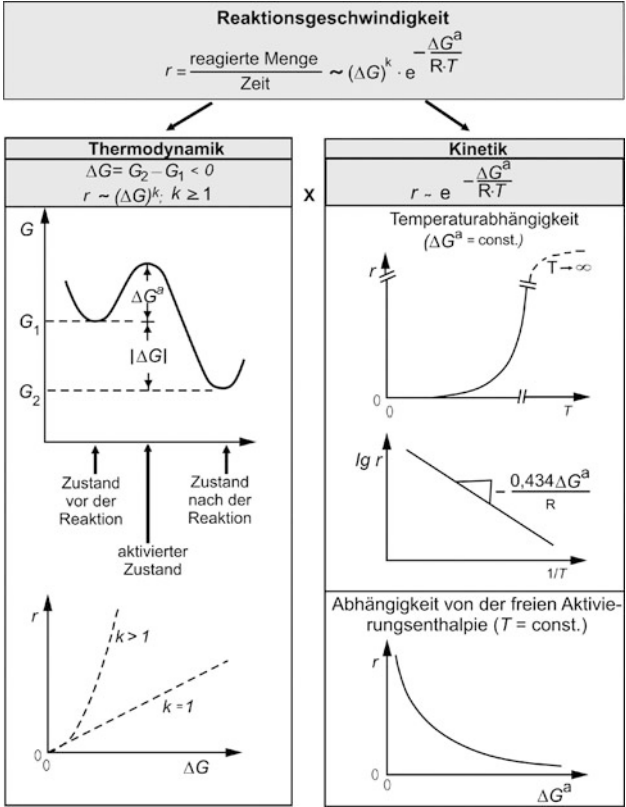 Reaktionsgeschwindigkeit
r = reagierte Menge / Zeit ~ (ΔG)^k · e^(−ΔG^a / R·T)
Thermodynamik
ΔG = G₂ − G₁ < 0
r ~ (ΔG)^k; k ≥ 1
G
ΔG^a
G₁
|ΔG|
G₂
Zustand
vor der
Reaktion
Zustand
nach der
Reaktion
aktivierter
Zustand
r
k > 1
k = 1
0
0
ΔG
x
Kinetik
r ~ e^(−ΔG^a / R·T)
Temperaturabhängigkeit
(ΔG^a = const.)
r
T → ∞
0
0
T
lg r
− 0,434ΔG^a / R
1/T
Abhängigkeit von der freien Aktivie-
rungsenthalpie (T = const.)
r
0
0
ΔG^a